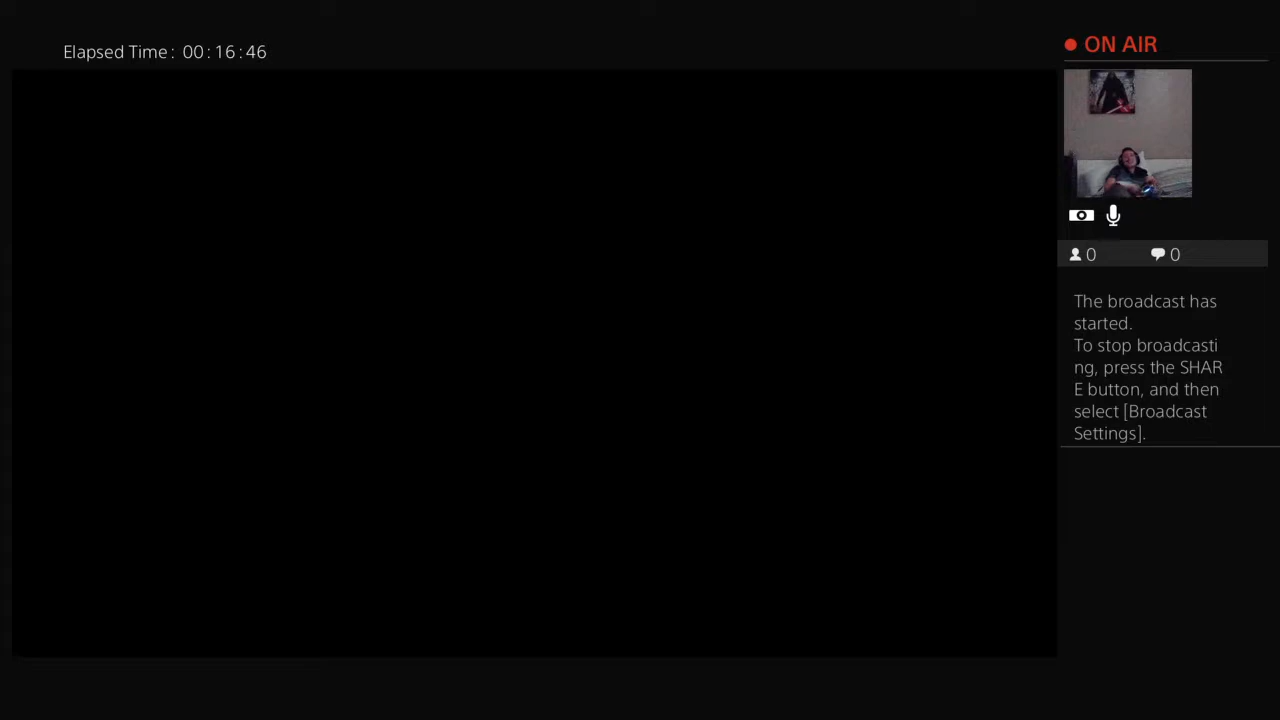 Elapsed Time: 00:16:46
ON AIR
0 0
The broadcast has
started.
To stop broadcasti
ng, press the SHAR
E button, and then
select [Broadcast
Settings].